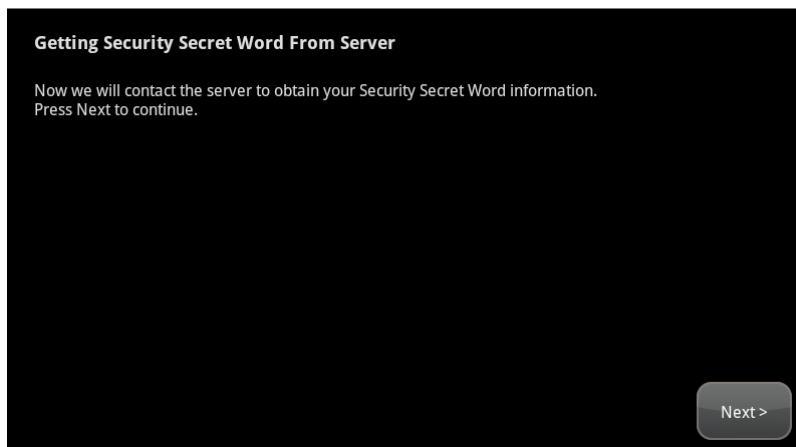 Getting Security Secret Word From Server
Now we will contact the server to obtain your Security Secret Word information.
Press Next to continue.
Next >